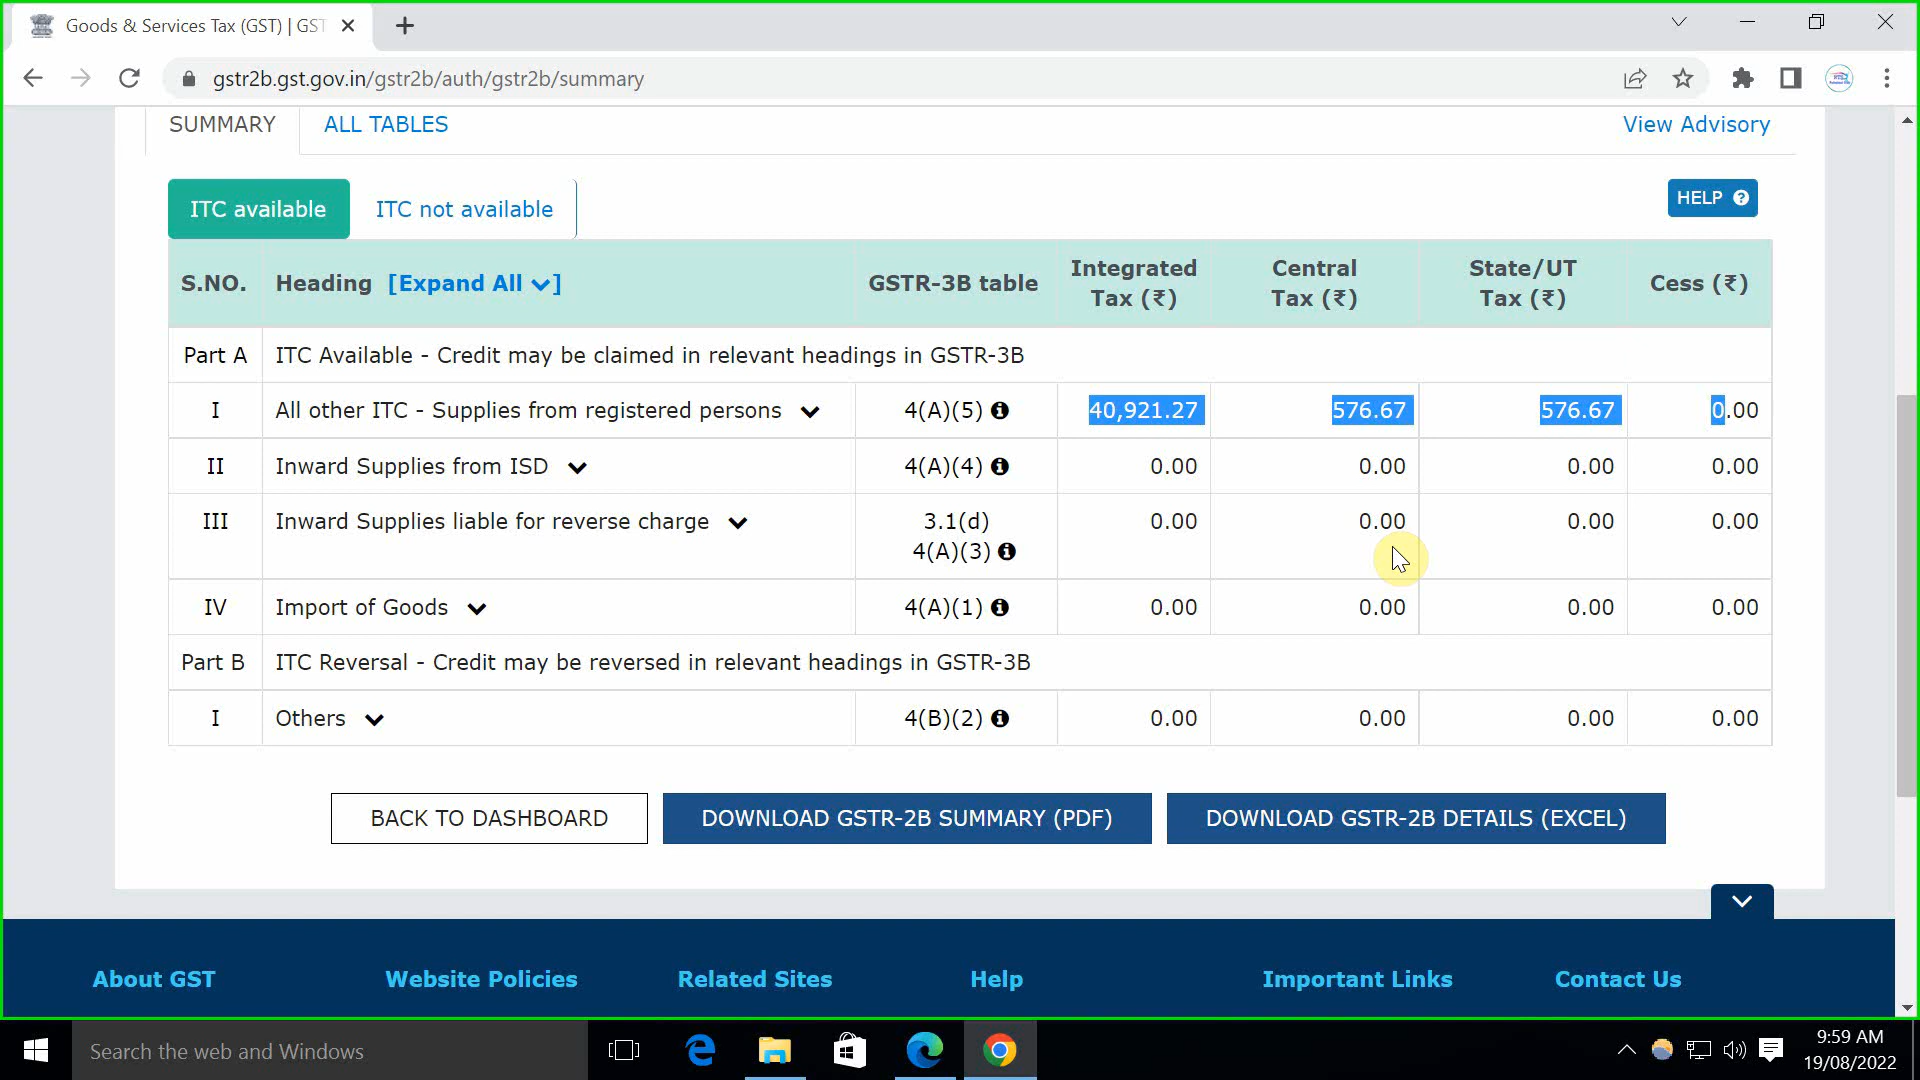 Goods & Services Tax (GST) | GST
gstr2b.gst.gov.in/gstr2b/auth/gstr2b/summary
SUMMARY ALL TABLES View Advisory
ITC available ITC not available HELP ?
S.NO. Heading [Expand All ] GSTR-3B table Integrated Tax (₹) Central Tax (₹) State/UT Tax (₹) Cess (₹)
Part A ITC Available - Credit may be claimed in relevant headings in GSTR-3B
I All other ITC - Supplies from registered persons 4(A)(5) 40,921.27 576.67 576.67 0.00
II Inward Supplies from ISD 4(A)(4) 0.00 0.00 0.00 0.00
III Inward Supplies liable for reverse charge 3.1(d) 4(A)(3) 0.00 0.00 0.00 0.00
IV Import of Goods 4(A)(1) 0.00 0.00 0.00 0.00
Part B ITC Reversal - Credit may be reversed in relevant headings in GSTR-3B
I Others 4(B)(2) 0.00 0.00 0.00 0.00
BACK TO DASHBOARD DOWNLOAD GSTR-2B SUMMARY (PDF) DOWNLOAD GSTR-2B DETAILS (EXCEL)
About GST Website Policies Related Sites Help Important Links Contact Us
Search the web and Windows
9:59 AM
19/08/2022